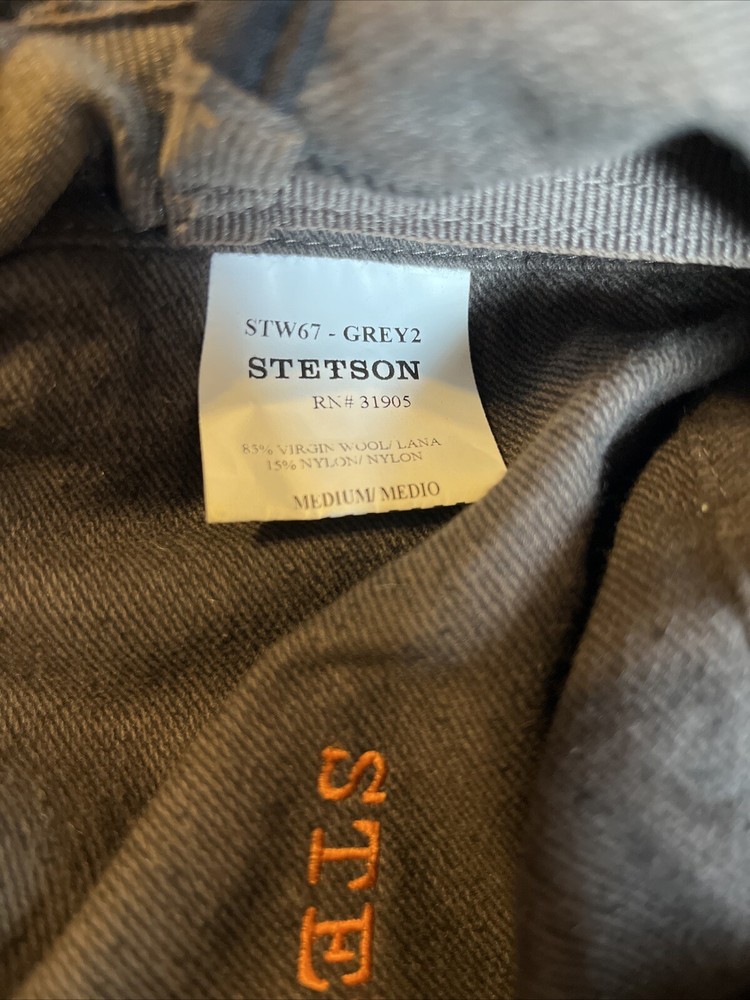 STW67 - GREY2
STETSON
RN# 31905
85% VIRGIN WOOL/ LANA
15% NYLON/ NYLON
MEDIUM/ MEDIO
STE